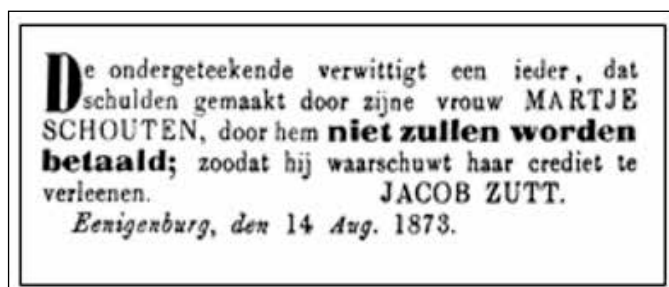 De ondergeteekende verwittigt een ieder, dat
schulden gemaakt door zijne vrouw MARTJE
SCHOUTEN, door hem niet zullen worden
betaald; zoodat hij waarschuwt haar crediet te
verleenen. JACOB ZUTT.
Eenigenburg, den 14 Aug. 1873.